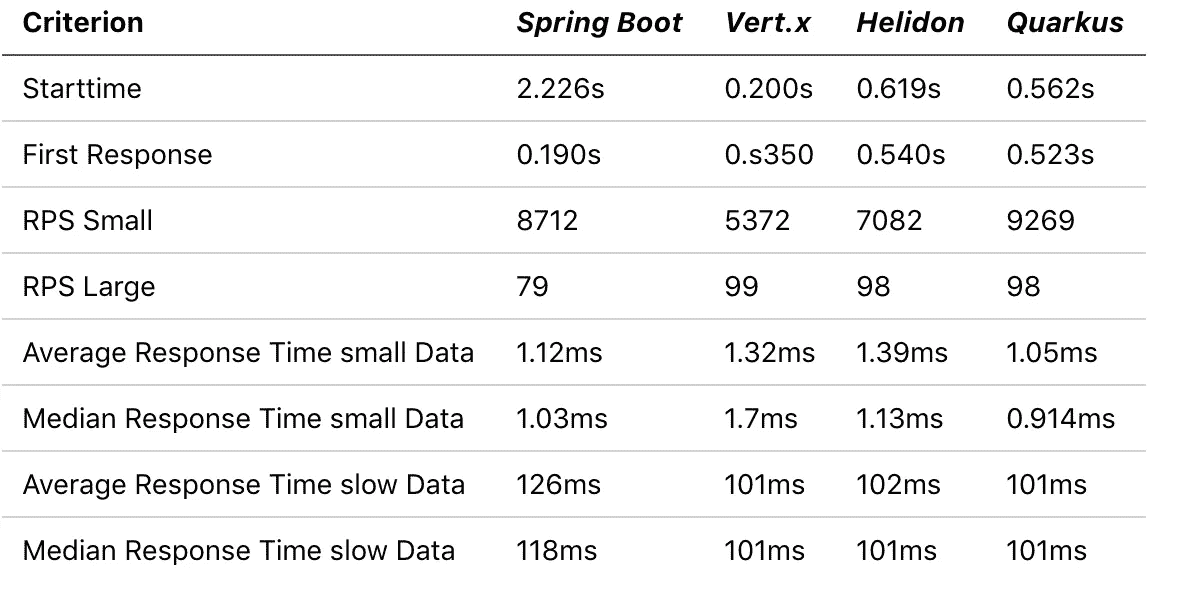 Criterion Spring Boot Vert.x Helidon Quarkus
Starttime 2.226s 0.200s 0.619s 0.562s
First Response 0.190s 0.s350 0.540s 0.523s
RPS Small 8712 5372 7082 9269
RPS Large 79 99 98 98
Average Response Time small Data 1.12ms 1.32ms 1.39ms 1.05ms
Median Response Time small Data 1.03ms 1.7ms 1.13ms 0.914ms
Average Response Time slow Data 126ms 101ms 102ms 101ms
Median Response Time slow Data 118ms 101ms 101ms 101ms